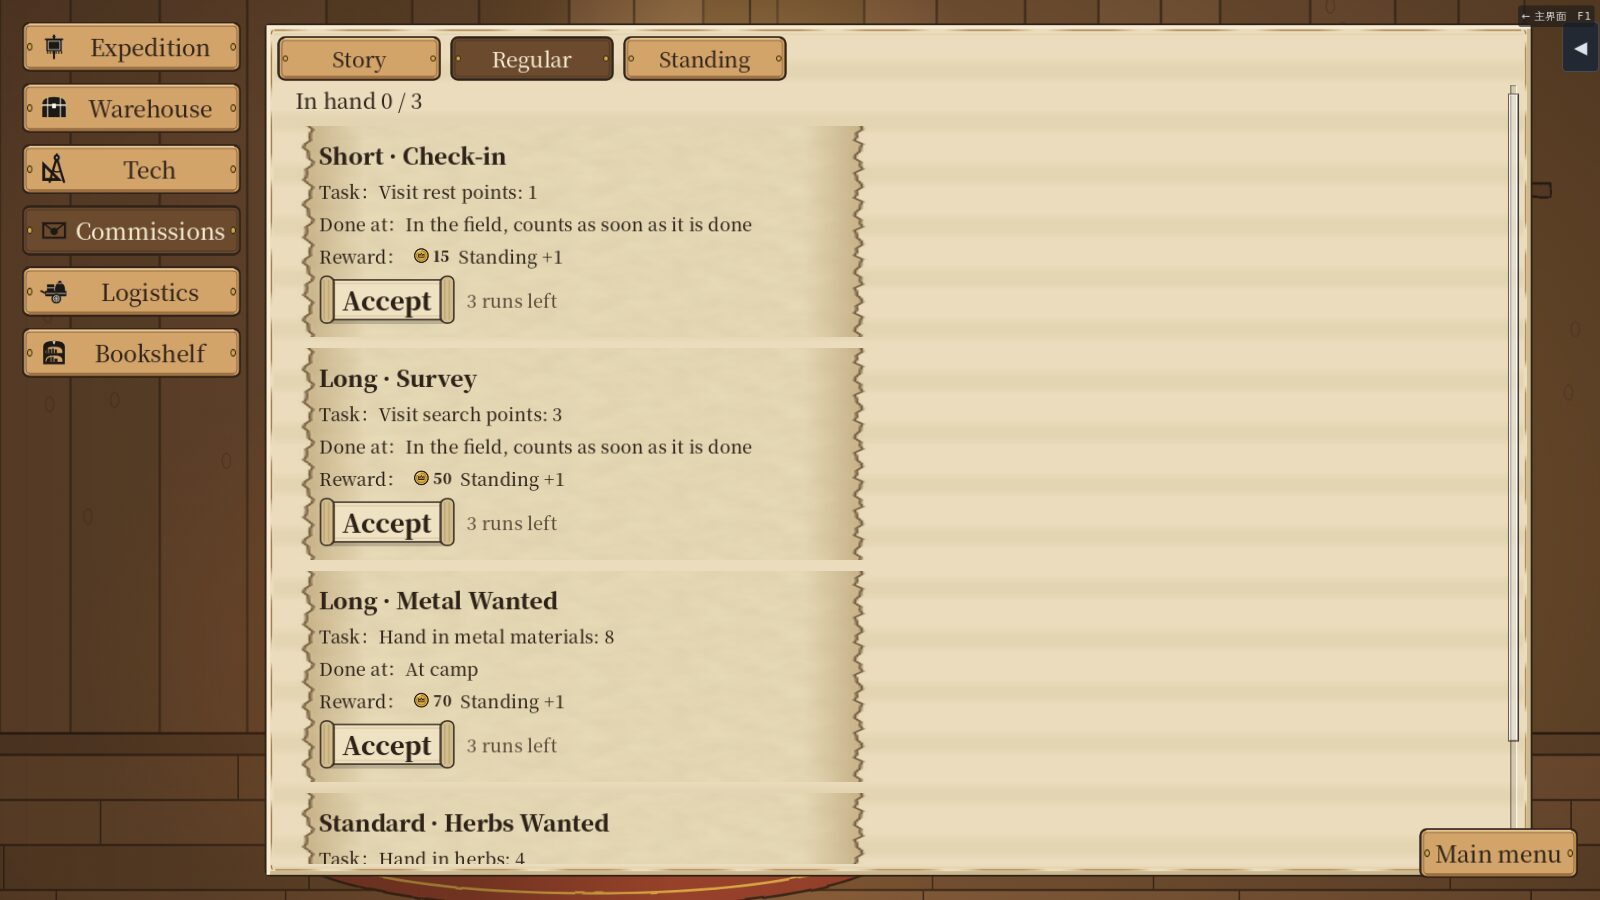 ← 主界面 F1
Expedition
Warehouse
Tech
Commissions
Logistics
Bookshelf
Story
Regular
Standing
In hand 0 / 3
Short · Check-in
Task: Visit rest points: 1
Done at: In the field, counts as soon as it is done
Reward: 15 Standing +1
Accept
3 runs left
Long · Survey
Task: Visit search points: 3
Done at: In the field, counts as soon as it is done
Reward: 50 Standing +1
Accept
3 runs left
Long · Metal Wanted
Task: Hand in metal materials: 8
Done at: At camp
Reward: 70 Standing +1
Accept
3 runs left
Standard · Herbs Wanted
Task: Hand in herbs: 4
Main menu